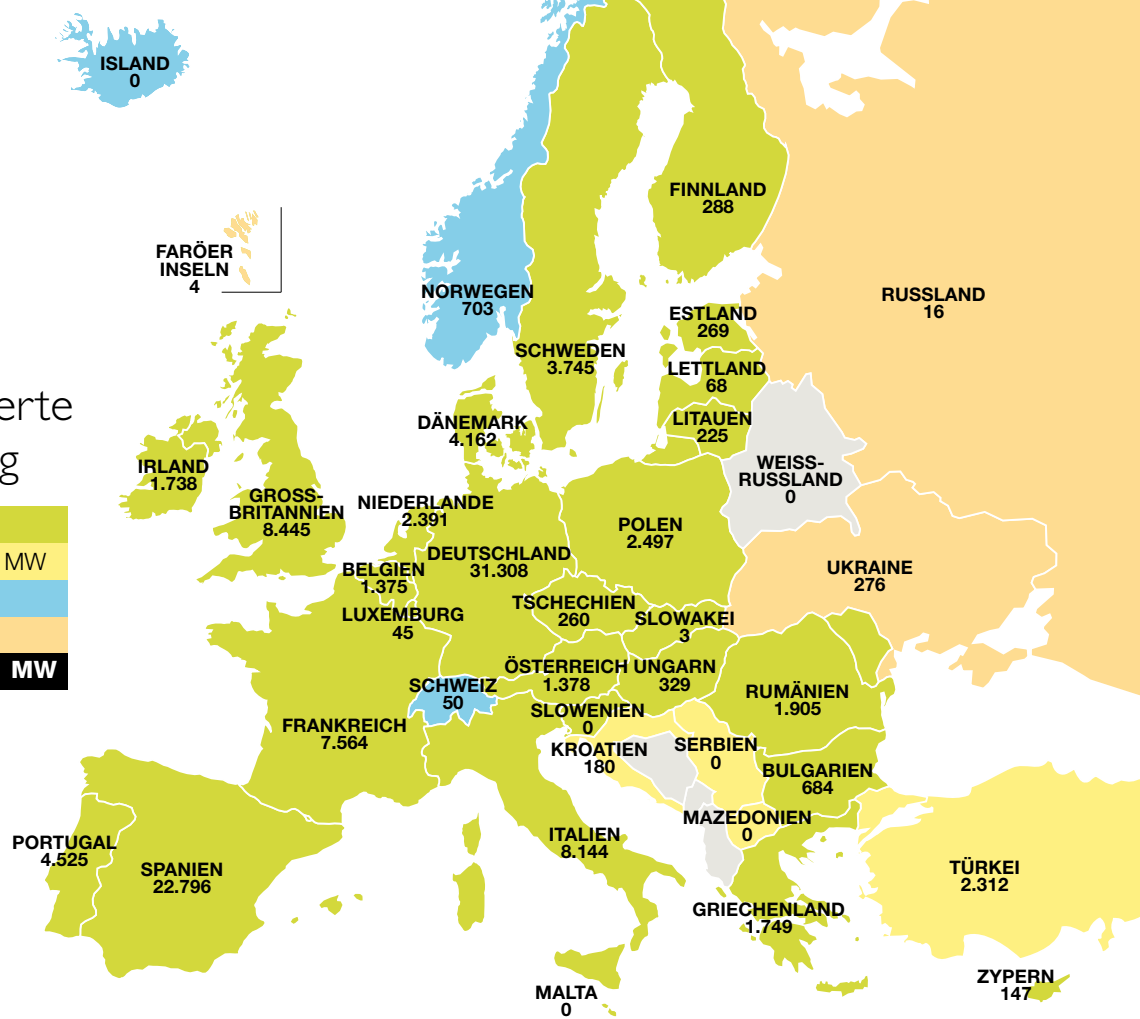 ISLAND
0
FINNLAND
288
FARÖER
INSELN
4
NORWEGEN
703
RUSSLAND
16
ESTLAND
269
SCHWEDEN
3.745
LETTLAND
68
erte
g
MW
MW
DÄNEMARK
4.162
LITAUEN
225
IRLAND
1.738
WEISS-
RUSSLAND
0
GROSS-
BRITANNIEN
8.445
NIEDERLANDE
2.391
POLEN
2.497
DEUTSCHLAND
31.308
BELGIEN
1.375
UKRAINE
276
TSCHECHIEN
260
LUXEMBURG
45
SLOWAKEI
3
ÖSTERREICH
1.378
UNGARN
329
SCHWEIZ
50
RUMÄNIEN
1.905
SLOWENIEN
0
FRANKREICH
7.564
KROATIEN
180
SERBIEN
0
BULGARIEN
684
MAZEDONIEN
0
PORTUGAL
4.525
ITALIEN
8.144
SPANIEN
22.796
TÜRKEI
2.312
GRIECHENLAND
1.749
ZYPERN
147
MALTA
0